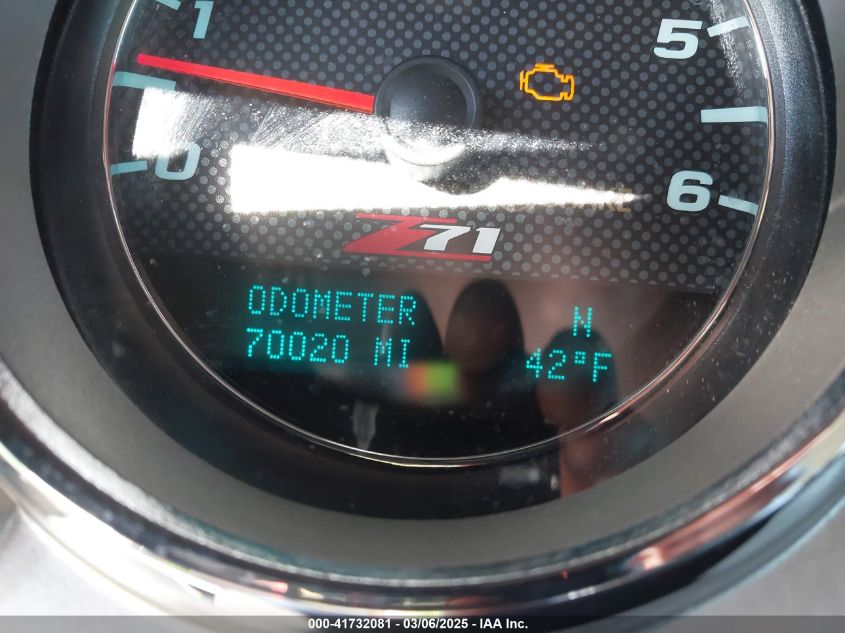 1
5
0
6
Z71
ODOMETER
N
70020 MI
42°F
000-41732081 - 03/06/2025 - IAA Inc.